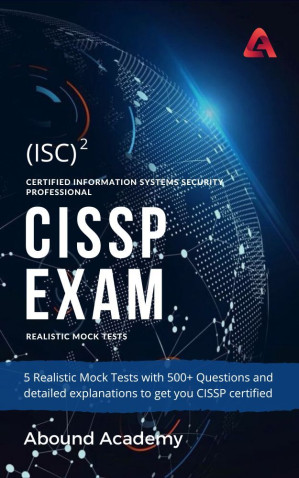 (ISC)²
CERTIFIED INFORMATION SYSTEMS SECURITY
PROFESSIONAL
CISSP
EXAM
REALISTIC MOCK TESTS
5 Realistic Mock Tests with 500+ Questions and
detailed explanations to get you CISSP certified
Abound Academy